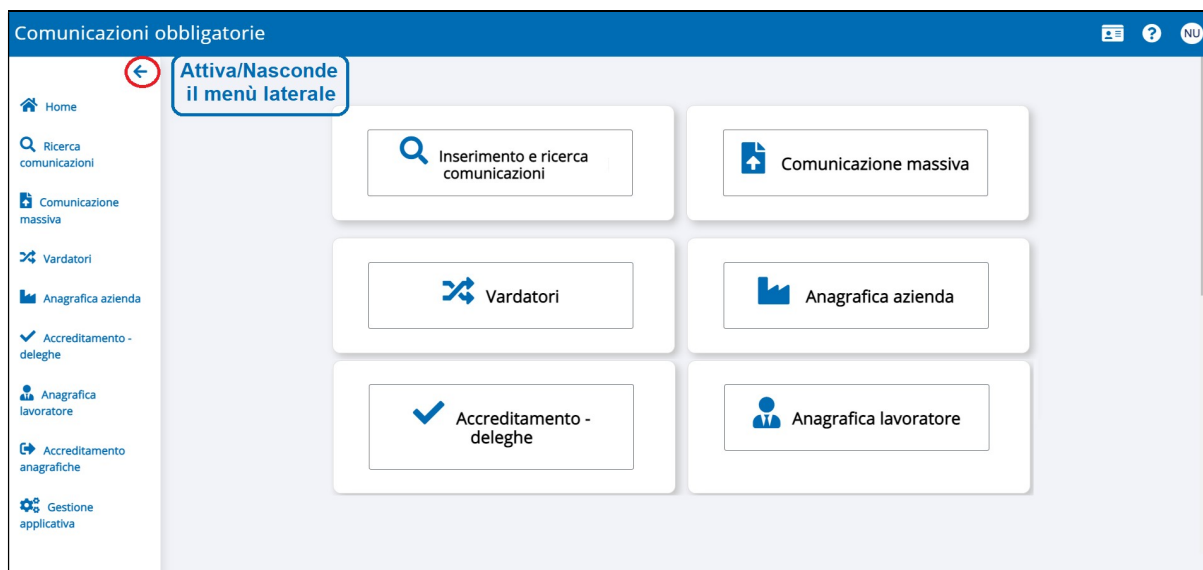 Comunicazioni obbligatorie
NU
Attiva/Nasconde
il menù laterale
Home
Ricerca
comunicazioni
Comunicazione
massiva
Vardatori
Anagrafica azienda
Accreditamento -
deleghe
Anagrafica
lavoratore
Accreditamento
anagrafiche
Gestione
applicativa
Inserimento e ricerca
comunicazioni
Comunicazione massiva
Vardatori
Anagrafica azienda
Accreditamento -
deleghe
Anagrafica lavoratore